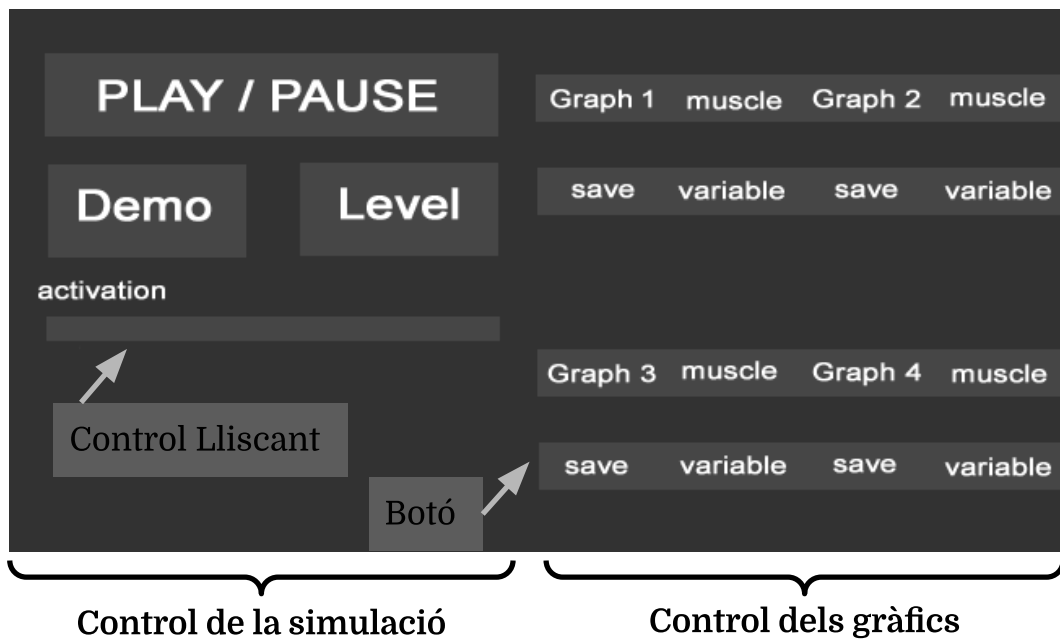 PLAY / PAUSE
Demo Level
activation
Control Lliscant
Botó
Graph 1 muscle Graph 2 muscle
save variable save variable
Graph 3 muscle Graph 4 muscle
save variable save variable
Control de la simulació
Control dels gràfics